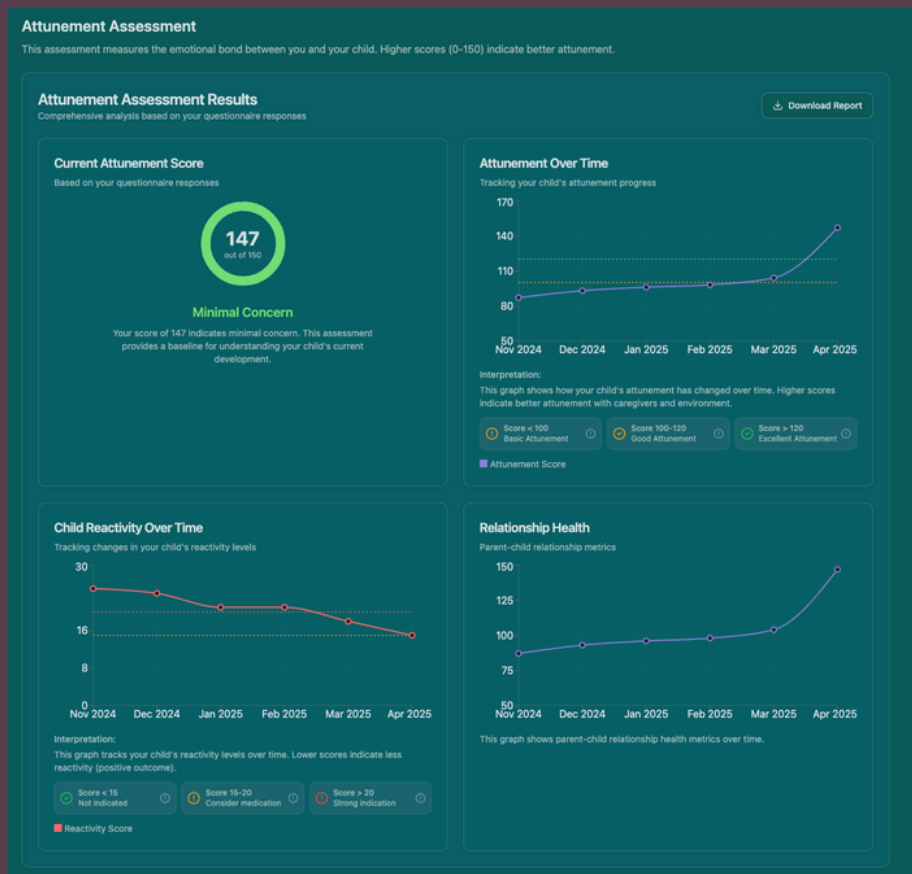 Attunement Assessment
This assessment measures the emotional bond between you and your child. Higher scores (0-150) indicate better attunement.
Attunement Assessment Results
Comprehensive analysis based on your questionnaire responses
Download Report
Current Attunement Score
Based on your questionnaire responses
147
out of 150
Minimal Concern
Your score of 147 indicates minimal concern. This assessment
provides a baseline for understanding your child's current
development.
Attunement Over Time
Tracking your child's attunement progress
170
140
110
80
50
Nov 2024 Dec 2024 Jan 2025 Feb 2025 Mar 2025 Apr 2025
Interpretation:
This graph shows how your child's attunement has changed over time. Higher scores
indicate better attunement with caregivers and environment.
Score < 100
Basic Attunement
Score 100-120
Good Attunement
Score > 120
Excellent Attunement
Attunement Score
Child Reactivity Over Time
Tracking changes in your child's reactivity levels
30
16
8
0
Nov 2024 Dec 2024 Jan 2025 Feb 2025 Mar 2025 Apr 2025
Interpretation:
This graph tracks your child's reactivity levels over time. Lower scores indicate less
reactivity (positive outcome).
Score < 15
Not indicated
Score 15-20
Consider medication
Score > 20
Strong indication
Reactivity Score
Relationship Health
Parent-child relationship metrics
150
125
100
75
50
Nov 2024 Dec 2024 Jan 2025 Feb 2025 Mar 2025 Apr 2025
This graph shows parent-child relationship health metrics over time.